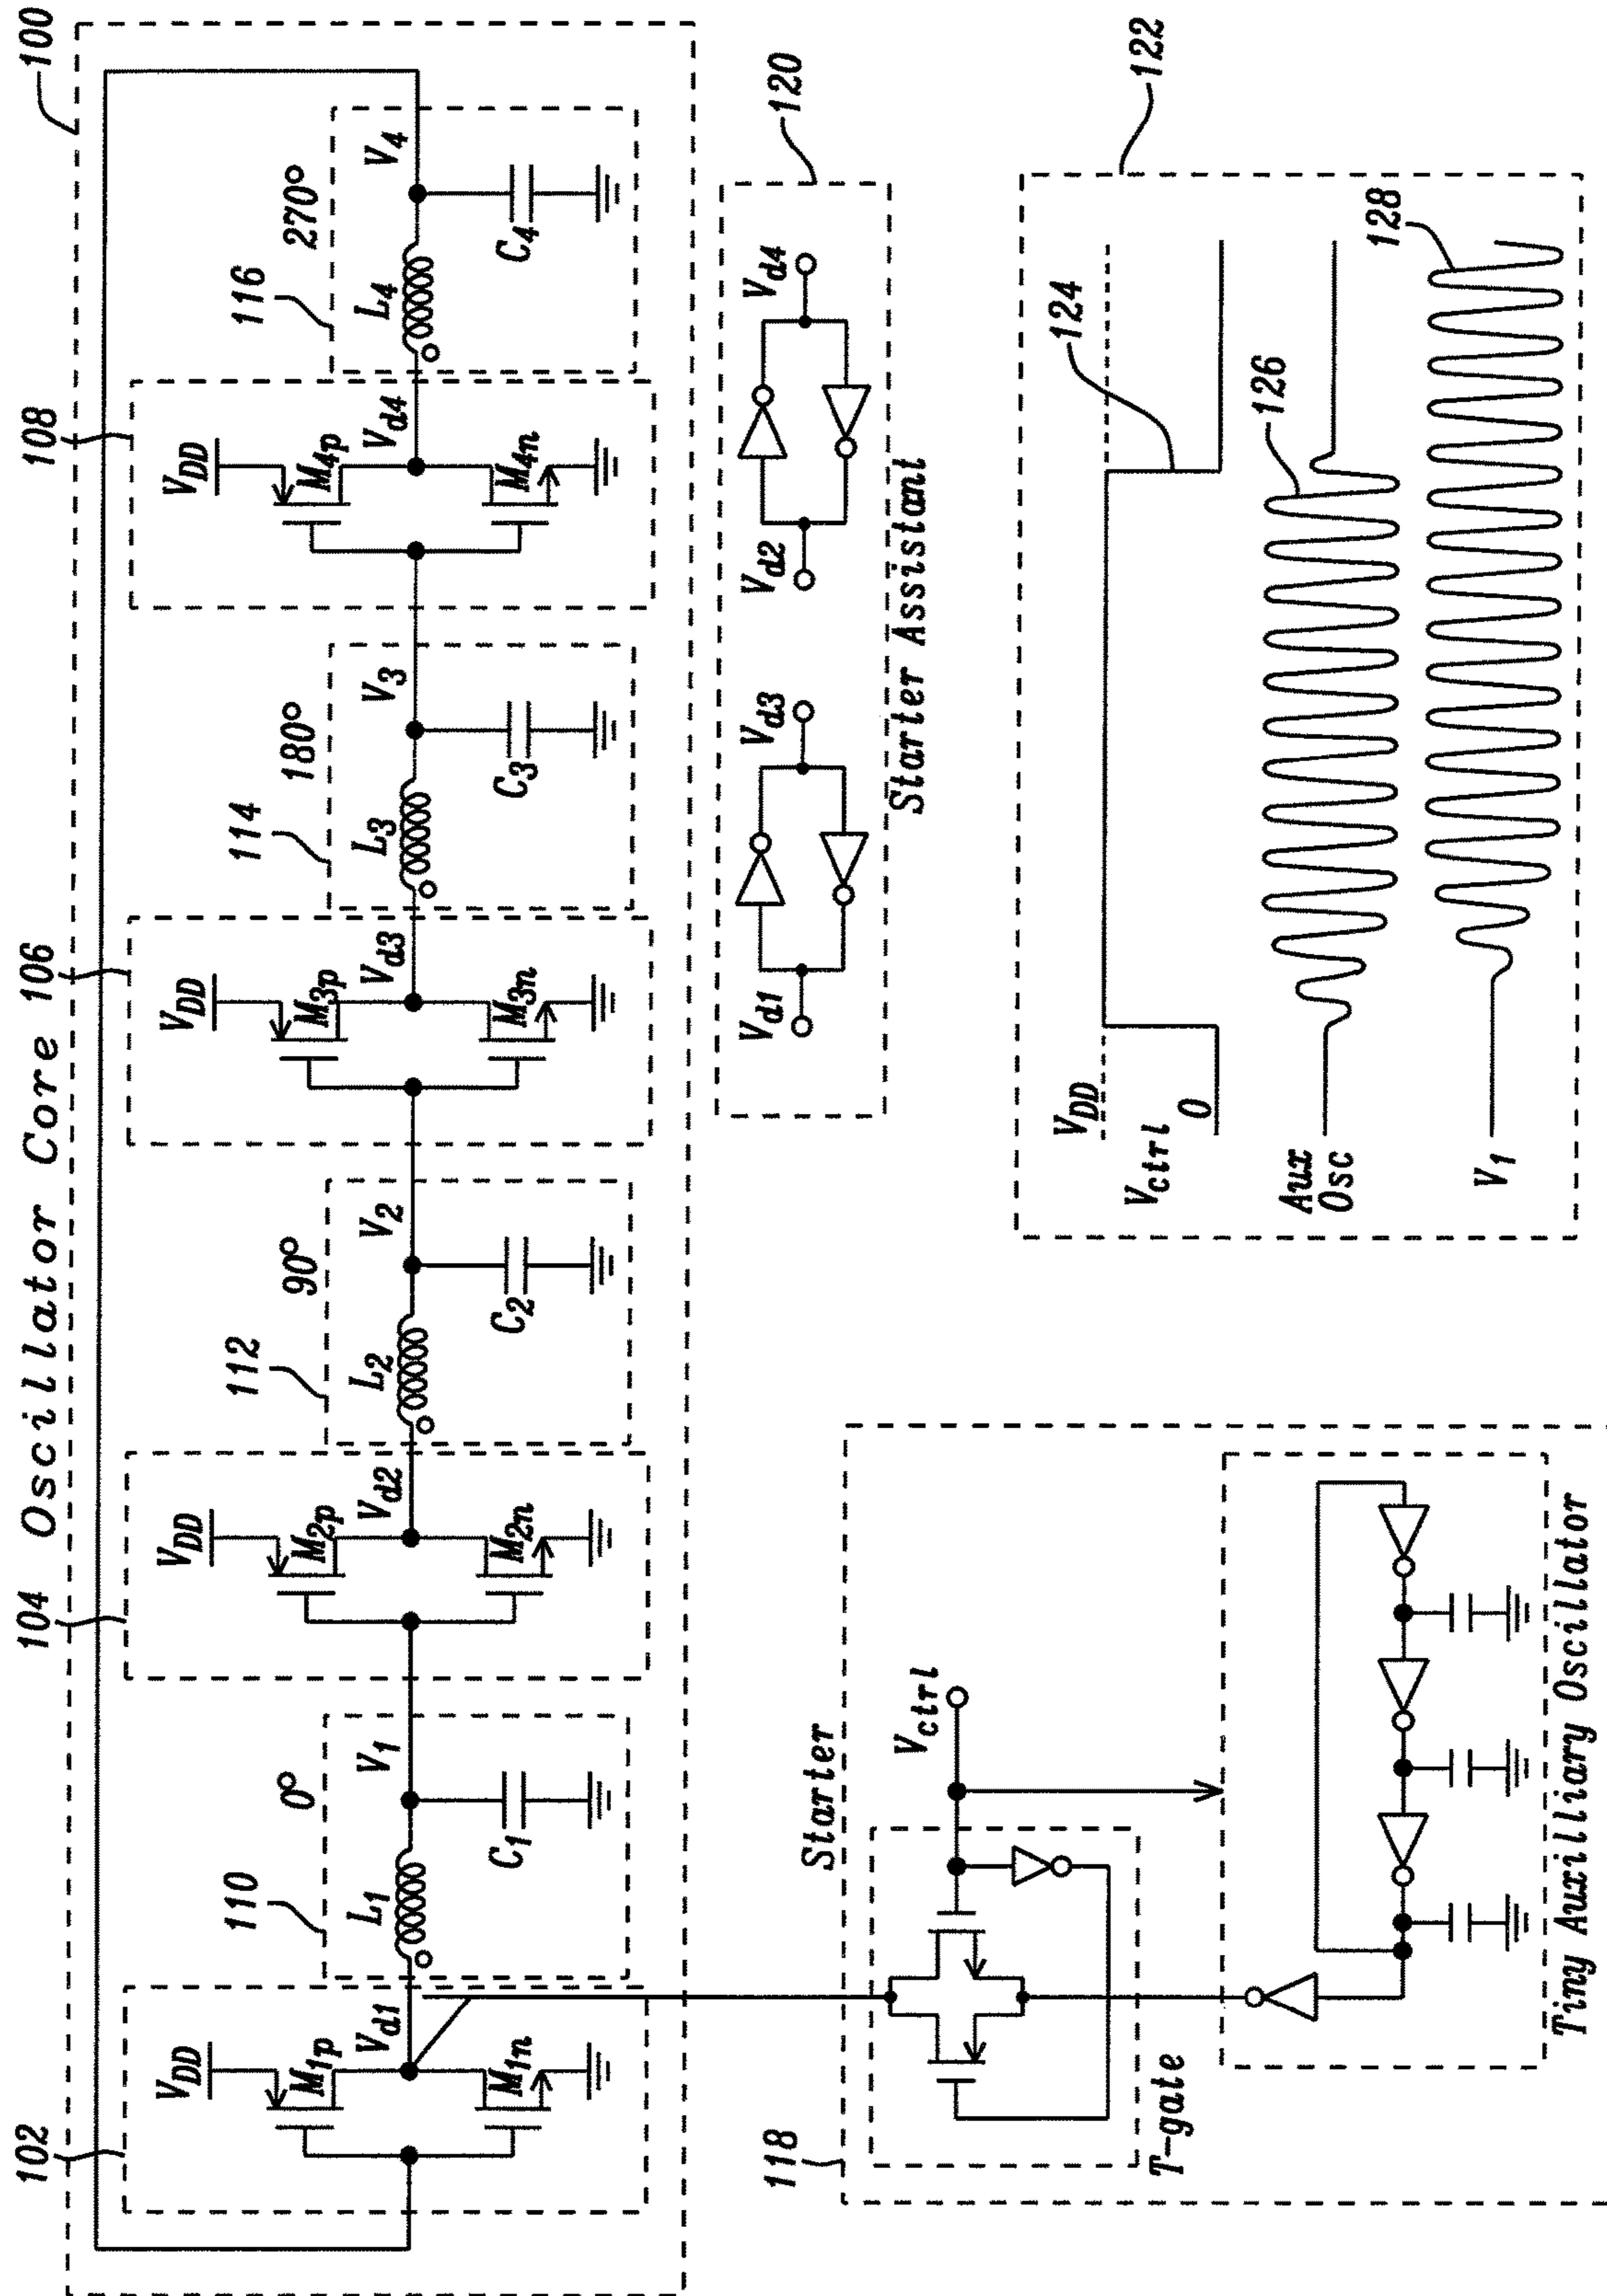 Oscillator Core
100
102
VDD
M1p
Vd1
M1n
110
0°
L1
V1
C1
104
VDD
M2p
Vd2
M2n
112
90°
L2
V2
C2
106
VDD
M3p
Vd3
M3n
114
180°
L3
V3
C3
108
VDD
M4p
Vd4
M4n
116
270°
L4
V4
C4
118
Starter
Vctrl
T-gate
Tiny Auxilliary Oscillator
120
Vd1
Vd3
Vd2
Vd4
Starter Assistant
122
VDD
Vctrl
0
124
Aux
Osc
126
V1
128